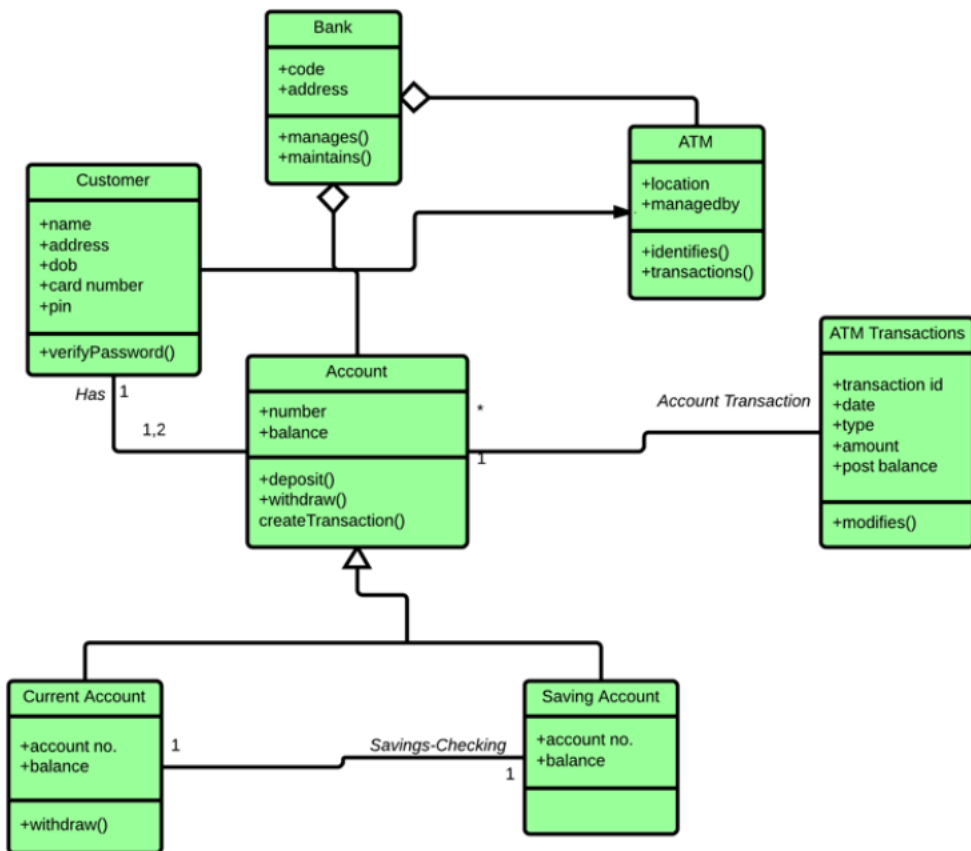 Bank
+code
+address
+manages()
+maintains()
ATM
+location
+managedby
+identifies()
+transactions()
Customer
+name
+address
+dob
+card number
+pin
+verifyPassword()
Has
1
1,2
Account
+number
+balance
+deposit()
+withdraw()
createTransaction()
*
1
Account Transaction
ATM Transactions
+transaction id
+date
+type
+amount
+post balance
+modifies()
Current Account
+account no.
+balance
+withdraw()
1
Savings-Checking
1
Saving Account
+account no.
+balance